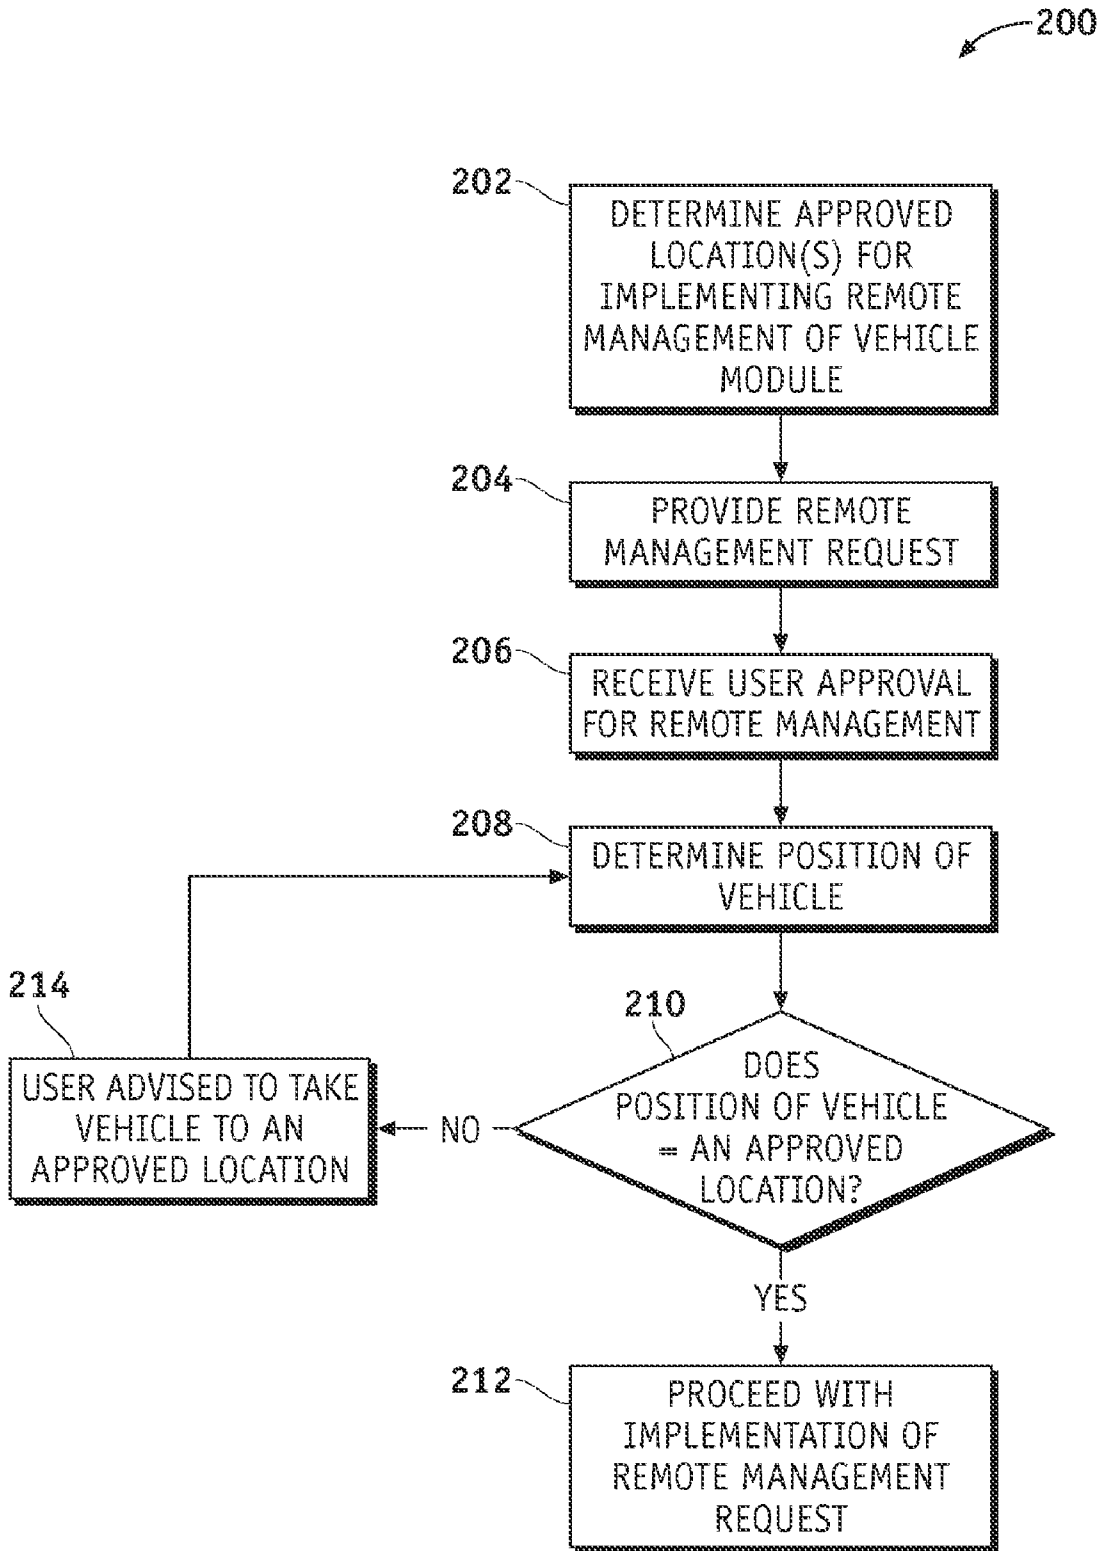 200
202
DETERMINE APPROVED
LOCATION(S) FOR
IMPLEMENTING REMOTE
MANAGEMENT OF VEHICLE
MODULE
204
PROVIDE REMOTE
MANAGEMENT REQUEST
206
RECEIVE USER APPROVAL
FOR REMOTE MANAGEMENT
208
DETERMINE POSITION OF
VEHICLE
210
DOES
POSITION OF VEHICLE
= AN APPROVED
LOCATION?
NO
214
USER ADVISED TO TAKE
VEHICLE TO AN
APPROVED LOCATION
YES
212
PROCEED WITH
IMPLEMENTATION OF
REMOTE MANAGEMENT
REQUEST